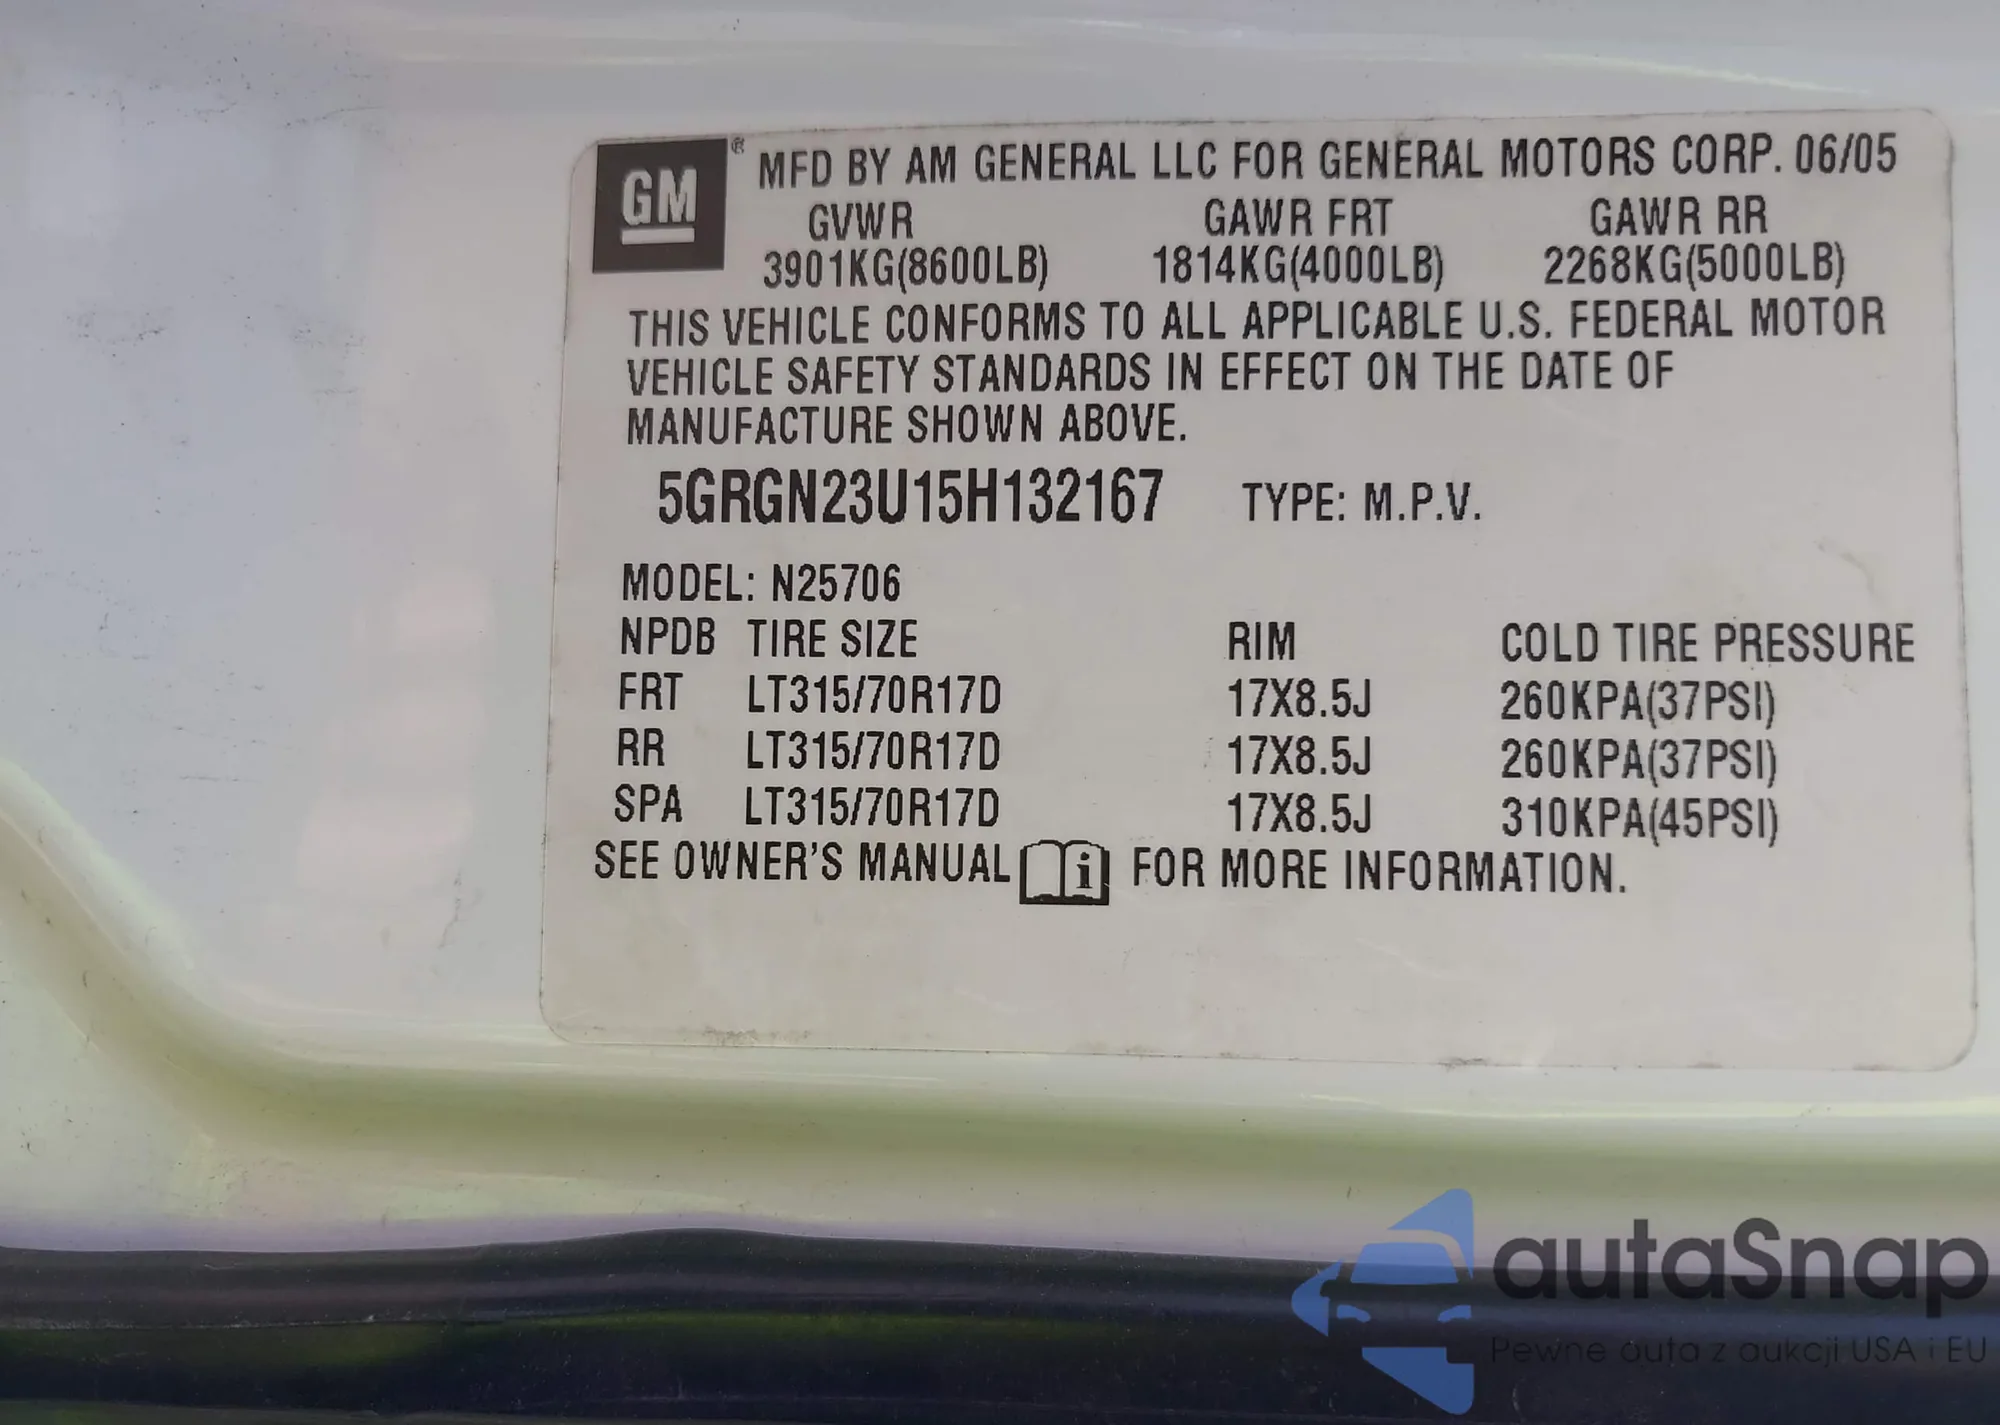 GM® MFD BY AM GENERAL LLC FOR GENERAL MOTORS CORP. 06/05
GVWR GAWR FRT GAWR RR
3901KG(8600LB) 1814KG(4000LB) 2268KG(5000LB)
THIS VEHICLE CONFORMS TO ALL APPLICABLE U.S. FEDERAL MOTOR
VEHICLE SAFETY STANDARDS IN EFFECT ON THE DATE OF
MANUFACTURE SHOWN ABOVE.
5GRGN23U15H132167 TYPE: M.P.V.
MODEL: N25706
NPDB TIRE SIZE RIM COLD TIRE PRESSURE
FRT LT315/70R17D 17X8.5J 260KPA(37PSI)
RR LT315/70R17D 17X8.5J 260KPA(37PSI)
SPA LT315/70R17D 17X8.5J 310KPA(45PSI)
SEE OWNER'S MANUAL i FOR MORE INFORMATION.
autaSnap
Pewne auta z aukcji USA i EU